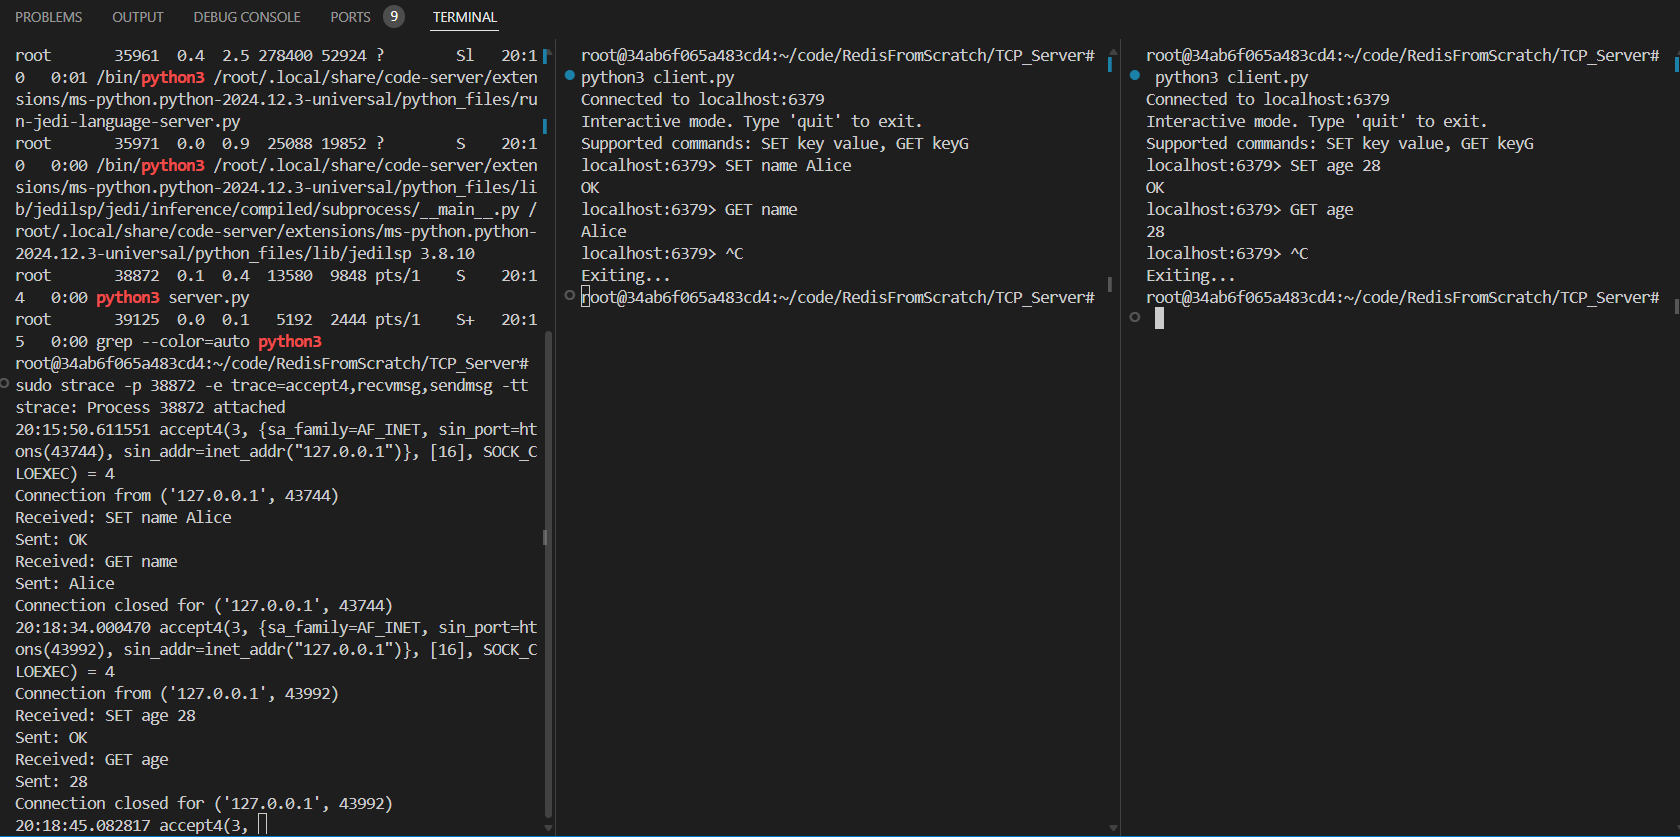 PROBLEMS OUTPUT DEBUG CONSOLE PORTS 9 TERMINAL
root 35961 0.4 2.5 278400 52924 ? Sl 20:1
0 0:01 /bin/python3 /root/.local/share/code-server/exten
sions/ms-python.python-2024.12.3-universal/python_files/ru
n-jedi-language-server.py
root 35971 0.0 0.9 25088 19852 ? S 20:1
0 0:00 /bin/python3 /root/.local/share/code-server/exten
sions/ms-python.python-2024.12.3-universal/python_files/li
b/jedilsp/jedi/inference/compiled/subprocess/__main__.py /
root/.local/share/code-server/extensions/ms-python.python-
2024.12.3-universal/python_files/lib/jedilsp 3.8.10
root 38872 0.1 0.4 13580 9848 pts/1 S 20:1
4 0:00 python3 server.py
root 39125 0.0 0.1 5192 2444 pts/1 S+ 20:1
5 0:00 grep --color=auto python3
root@34ab6f065a483cd4:~/code/RedisFromScratch/TCP_Server#
sudo strace -p 38872 -e trace=accept4,recvmsg,sendmsg -tt
strace: Process 38872 attached
20:15:50.611551 accept4(3, {sa_family=AF_INET, sin_port=ht
ons(43744), sin_addr=inet_addr("127.0.0.1")}, [16], SOCK_C
LOEXEC) = 4
Connection from ('127.0.0.1', 43744)
Received: SET name Alice
Sent: OK
Received: GET name
Sent: Alice
Connection closed for ('127.0.0.1', 43744)
20:18:34.000470 accept4(3, {sa_family=AF_INET, sin_port=ht
ons(43992), sin_addr=inet_addr("127.0.0.1")}, [16], SOCK_C
LOEXEC) = 4
Connection from ('127.0.0.1', 43992)
Received: SET age 28
Sent: OK
Received: GET age
Sent: 28
Connection closed for ('127.0.0.1', 43992)
20:18:45.082817 accept4(3,
root@34ab6f065a483cd4:~/code/RedisFromScratch/TCP_Server#
python3 client.py
Connected to localhost:6379
Interactive mode. Type 'quit' to exit.
Supported commands: SET key value, GET keyG
localhost:6379> SET name Alice
OK
localhost:6379> GET name
Alice
localhost:6379> ^C
Exiting...
root@34ab6f065a483cd4:~/code/RedisFromScratch/TCP_Server#
root@34ab6f065a483cd4:~/code/RedisFromScratch/TCP_Server#
python3 client.py
Connected to localhost:6379
Interactive mode. Type 'quit' to exit.
Supported commands: SET key value, GET keyG
localhost:6379> SET age 28
OK
localhost:6379> GET age
28
localhost:6379> ^C
Exiting...
root@34ab6f065a483cd4:~/code/RedisFromScratch/TCP_Server#